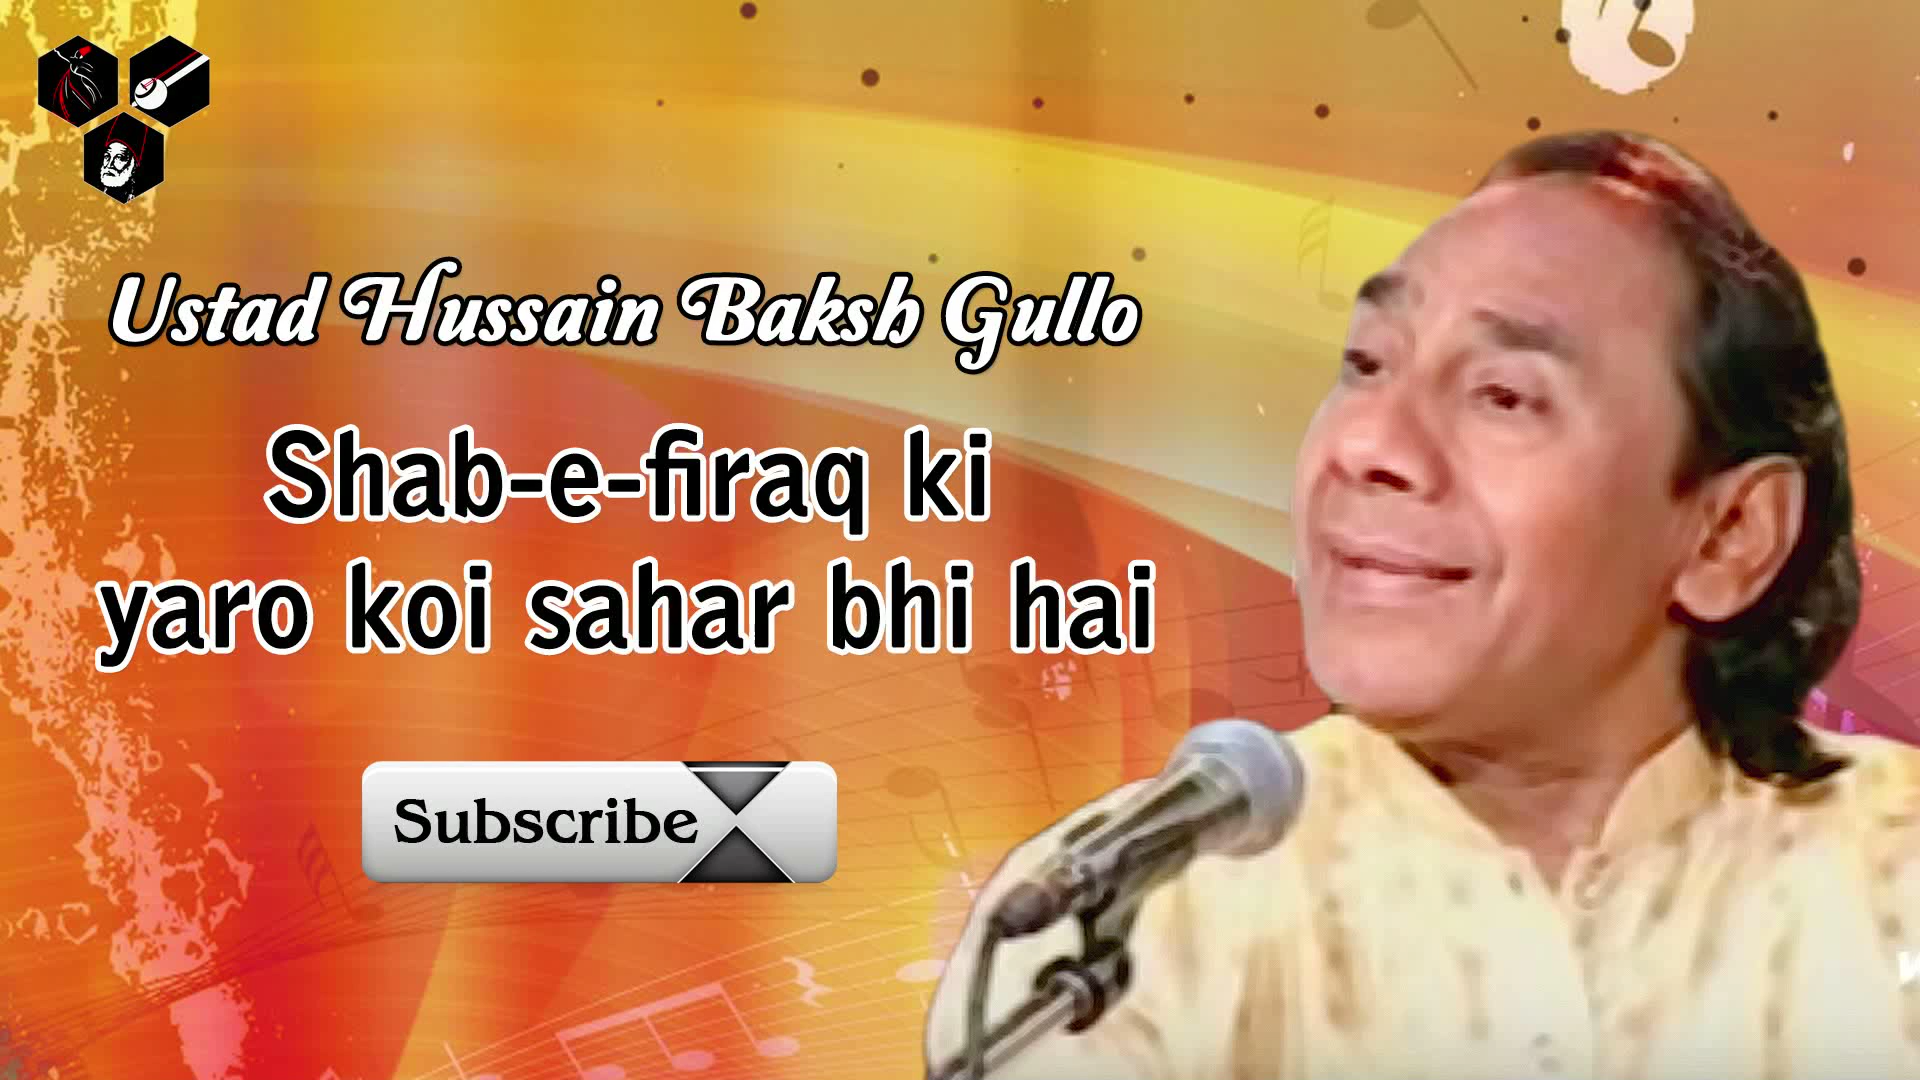 Ustad Hussain Baksh Gullo
Shab-e-firaq ki
yaro koi sahar bhi hai
Subscribe